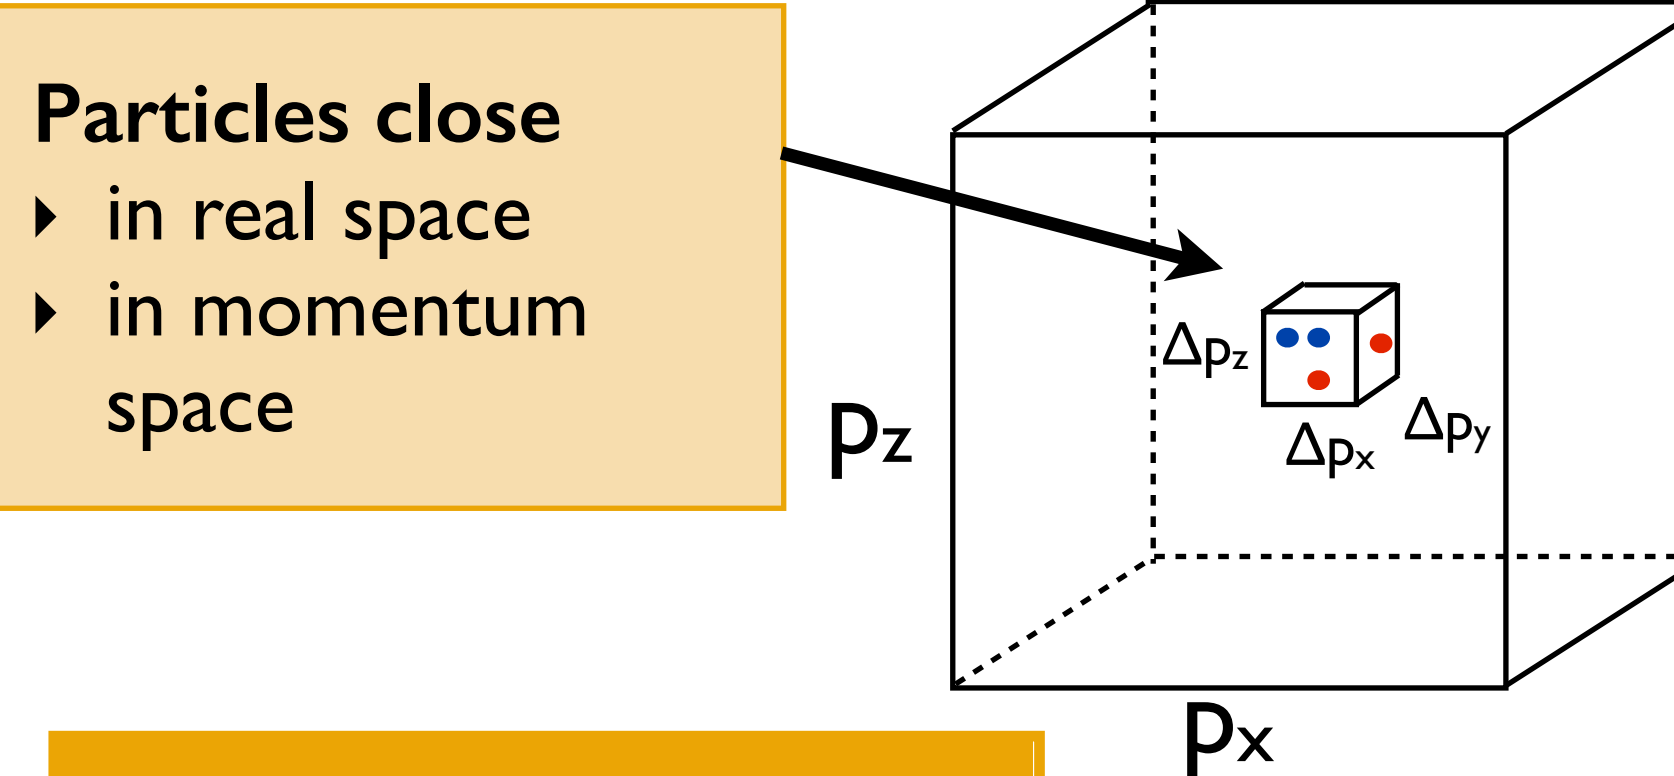 Particles close
‣ in real space
‣ in momentum
space
Δpz
Δpy
Δpx
pz
px